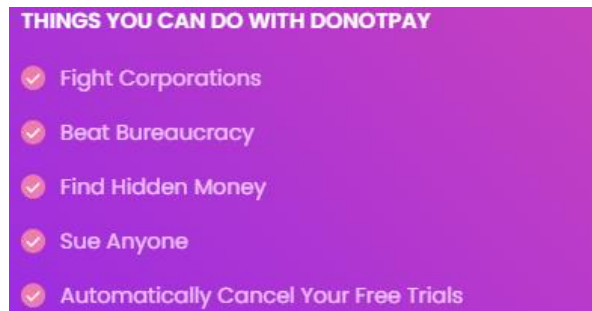 THINGS YOU CAN DO WITH DONOTPAY
Fight Corporations
Beat Bureaucracy
Find Hidden Money
Sue Anyone
Automatically Cancel Your Free Trials